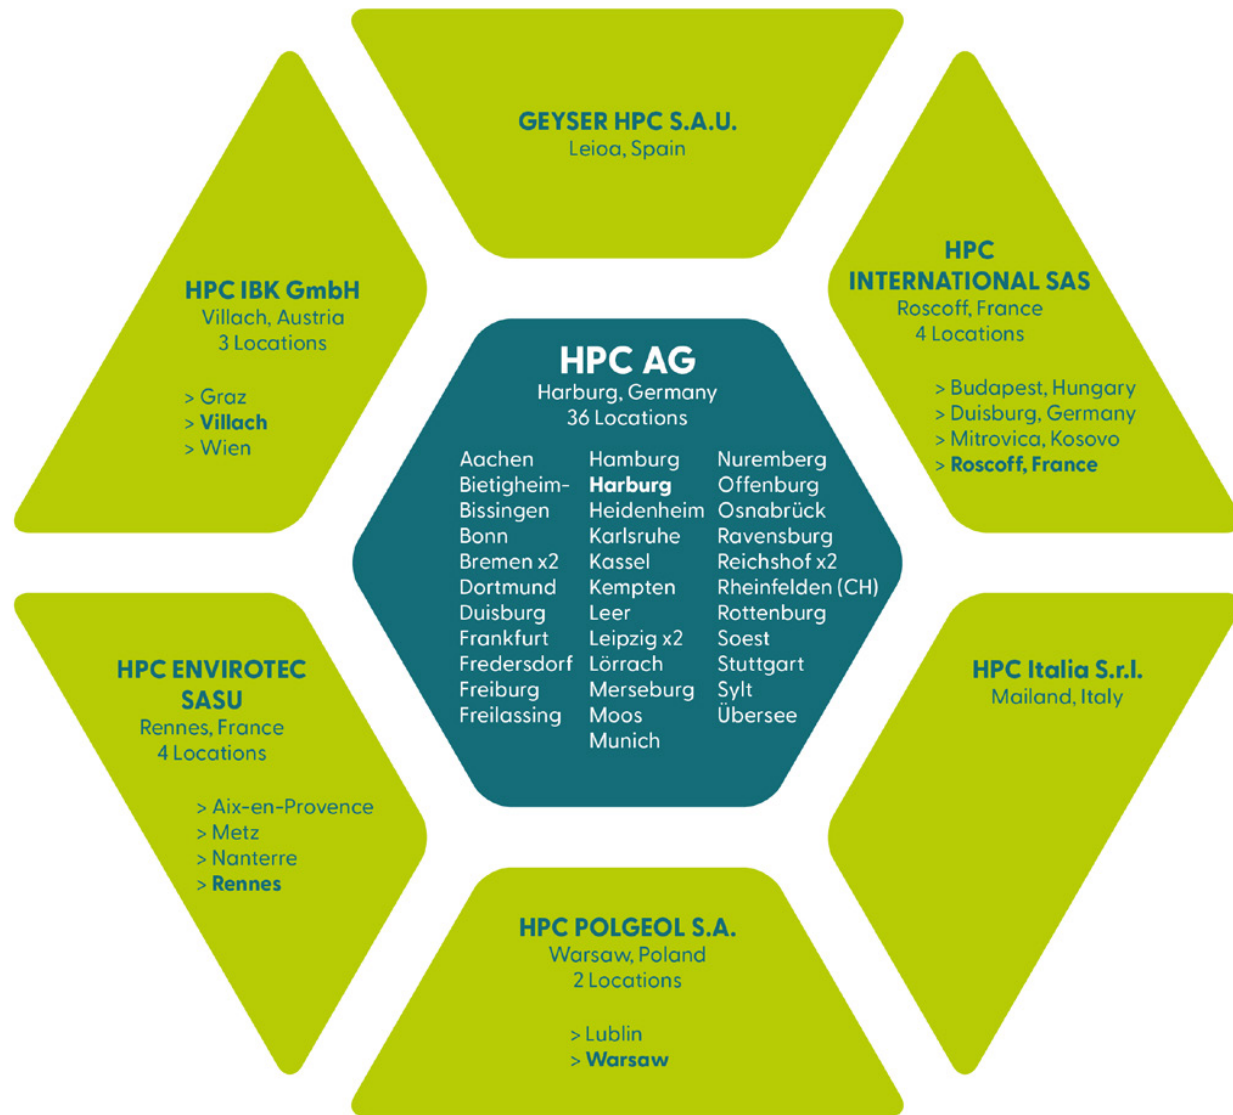 GEYSER HPC S.A.U.
Leioa, Spain
HPC
INTERNATIONAL SAS
Roscoff, France
4 Locations
> Budapest, Hungary
> Duisburg, Germany
> Mitrovica, Kosovo
> Roscoff, France
HPC IBK GmbH
Villach, Austria
3 Locations
> Graz
> Villach
> Wien
HPC AG
Harburg, Germany
36 Locations
Aachen
Bietigheim-
Bissingen
Bonn
Bremen x2
Dortmund
Duisburg
Frankfurt
Fredersdorf
Freiburg
Freilassing
Hamburg
Harburg
Heidenheim
Karlsruhe
Kassel
Kempten
Leer
Leipzig x2
Lörrach
Merseburg
Moos
Munich
Nuremberg
Offenburg
Osnabrück
Ravensburg
Reichshof x2
Rheinfelden (CH)
Rottenburg
Soest
Stuttgart
Sylt
Übersee
HPC ENVIROTEC
SASU
Rennes, France
4 Locations
> Aix-en-Provence
> Metz
> Nanterre
> Rennes
HPC Italia S.r.l.
Mailand, Italy
HPC POLGEOL S.A.
Warsaw, Poland
2 Locations
> Lublin
> Warsaw